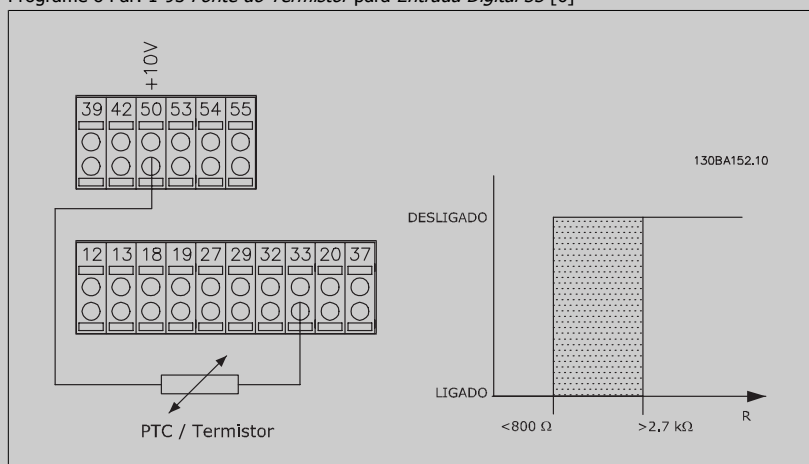 Programe o Par. 1-93 Fonte do Termistor para Entrada Digital 33 [6]
+10V
39 42 50 53 54 55
130BA152.10
DESLIGADO
12 13 18 19 27 29 32 33 20 37
LIGADO
<800 Ω >2.7 kΩ R
PTC / Termistor